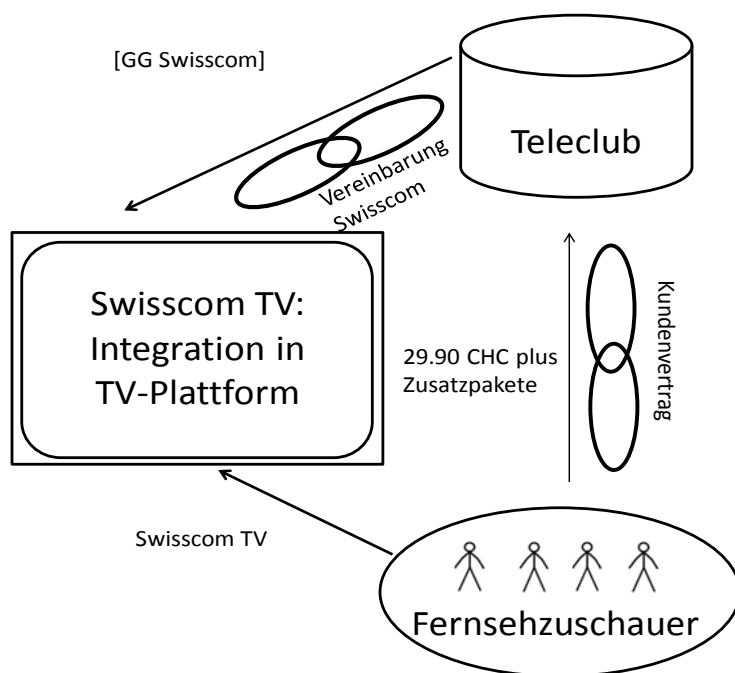 [GG Swisscom]
Teleclub
Vereinbarung
Swisscom
Swisscom TV:
Integration in
TV-Plattform
29.90 CHC plus
Zusatzpakete
Kundenvertrag
Swisscom TV
Fernsehzuschauer